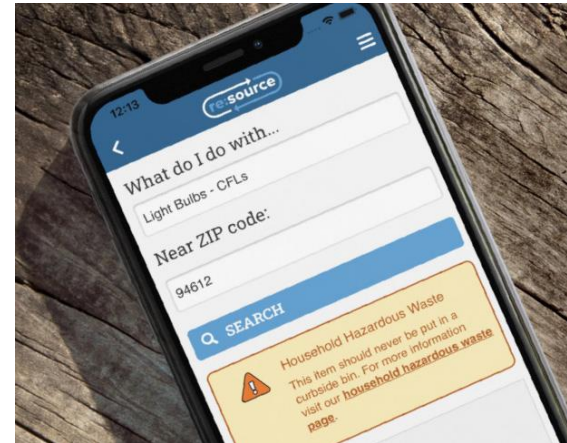 12:13
re:source
What do I do with...
Light Bulbs - CFLs
Near ZIP code:
94612
SEARCH
Household Hazardous Waste
This item should never be put in a
curbside bin. For more information
visit our household hazardous waste
page.